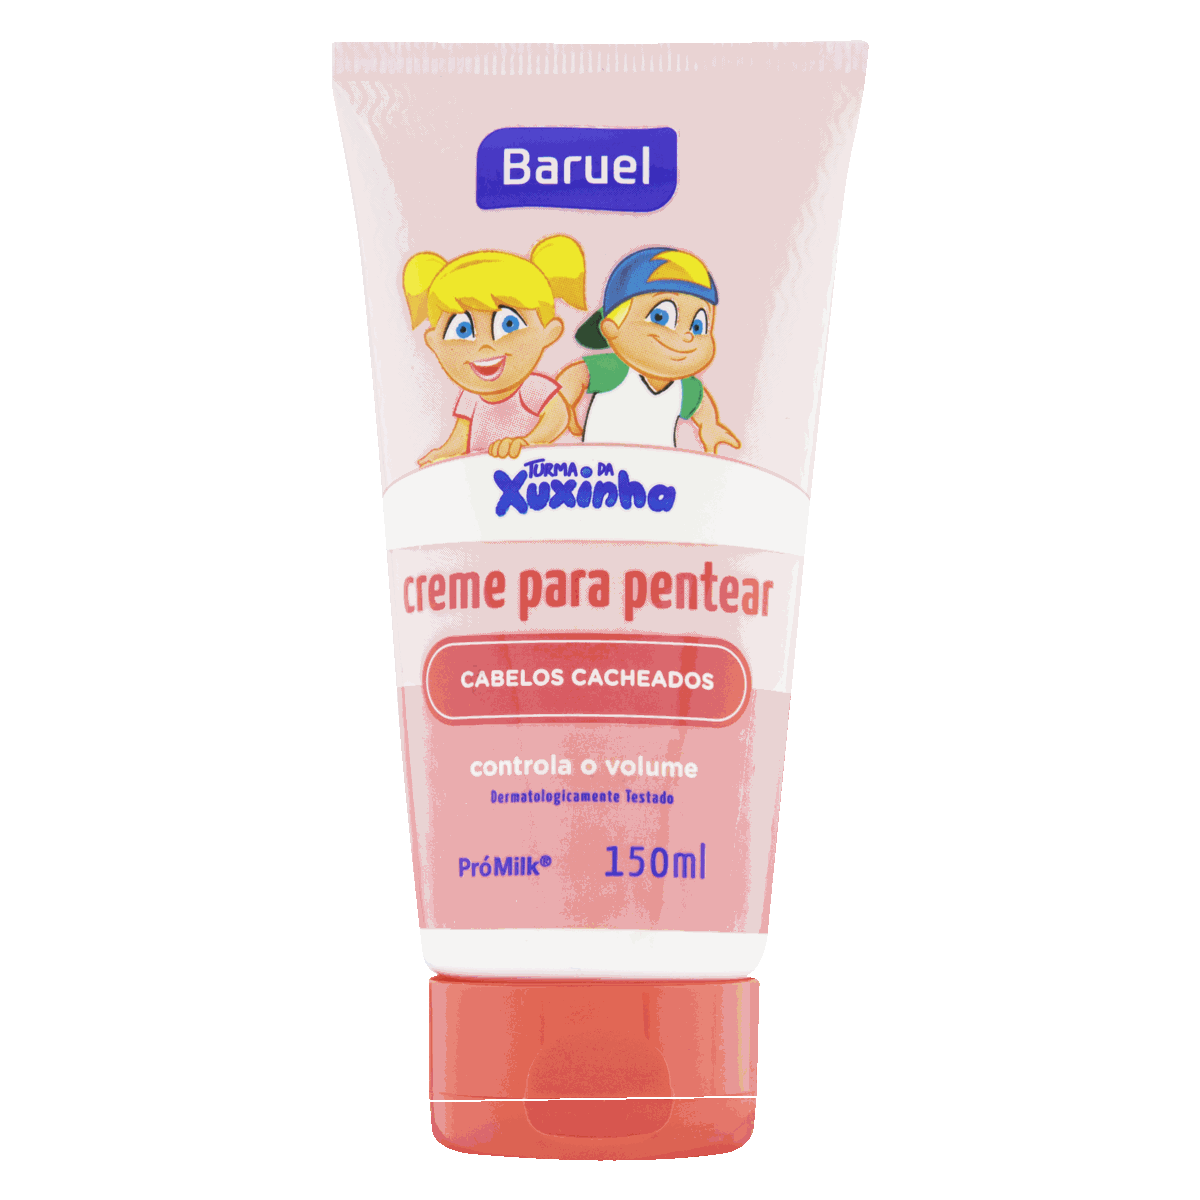 Baruel
TURMA DA
Xuxinha
creme para pentear
CABELOS CACHEADOS
controla o volume
Dermatologicamente Testado
PróMilk® 150ml